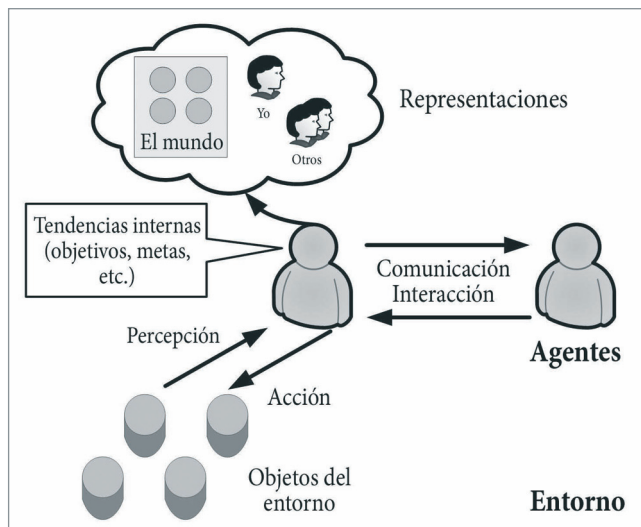 Representaciones
El mundo
Yo
Otros
Tendencias internas
(objetivos, metas,
etc.)
Comunicación
Interacción
Agentes
Percepción
Acción
Objetos del
entorno
Entorno